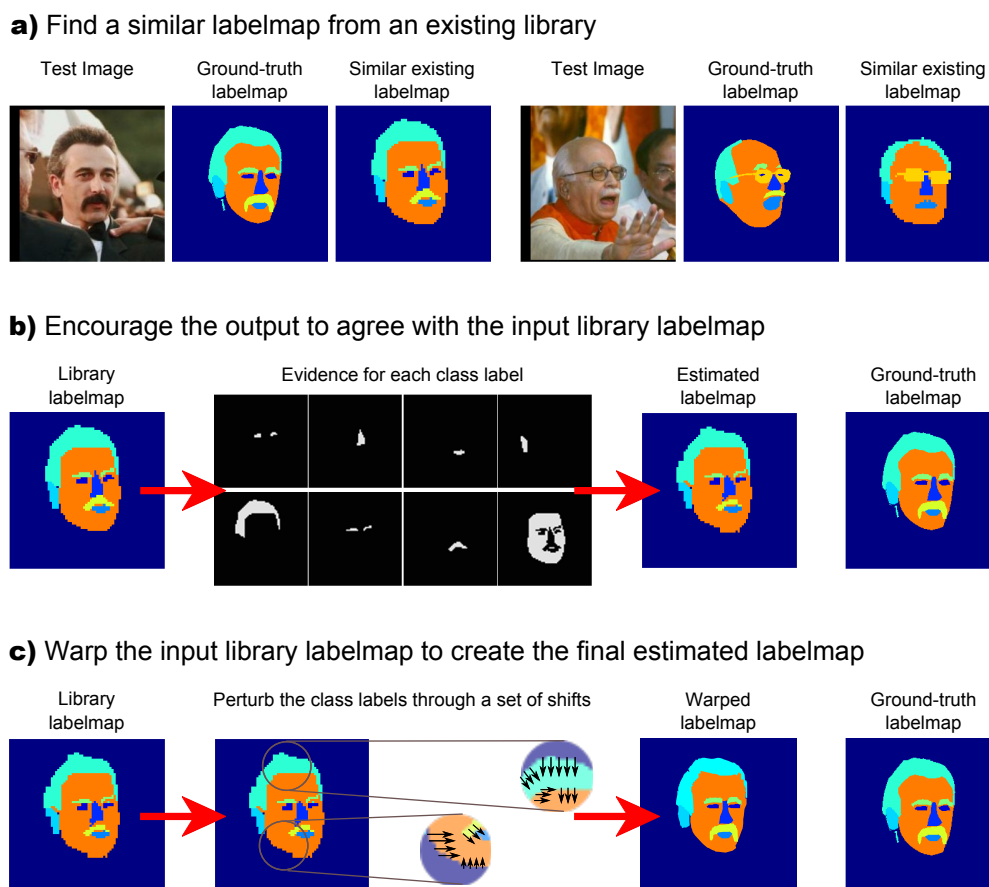 a) Find a similar labelmap from an existing library
Test Image
Ground-truth
labelmap
Similar existing
labelmap
Test Image
Ground-truth
labelmap
Similar existing
labelmap
b) Encourage the output to agree with the input library labelmap
Library
labelmap
Evidence for each class label
Estimated
labelmap
Ground-truth
labelmap
c) Warp the input library labelmap to create the final estimated labelmap
Library
labelmap
Perturb the class labels through a set of shifts
Warped
labelmap
Ground-truth
labelmap